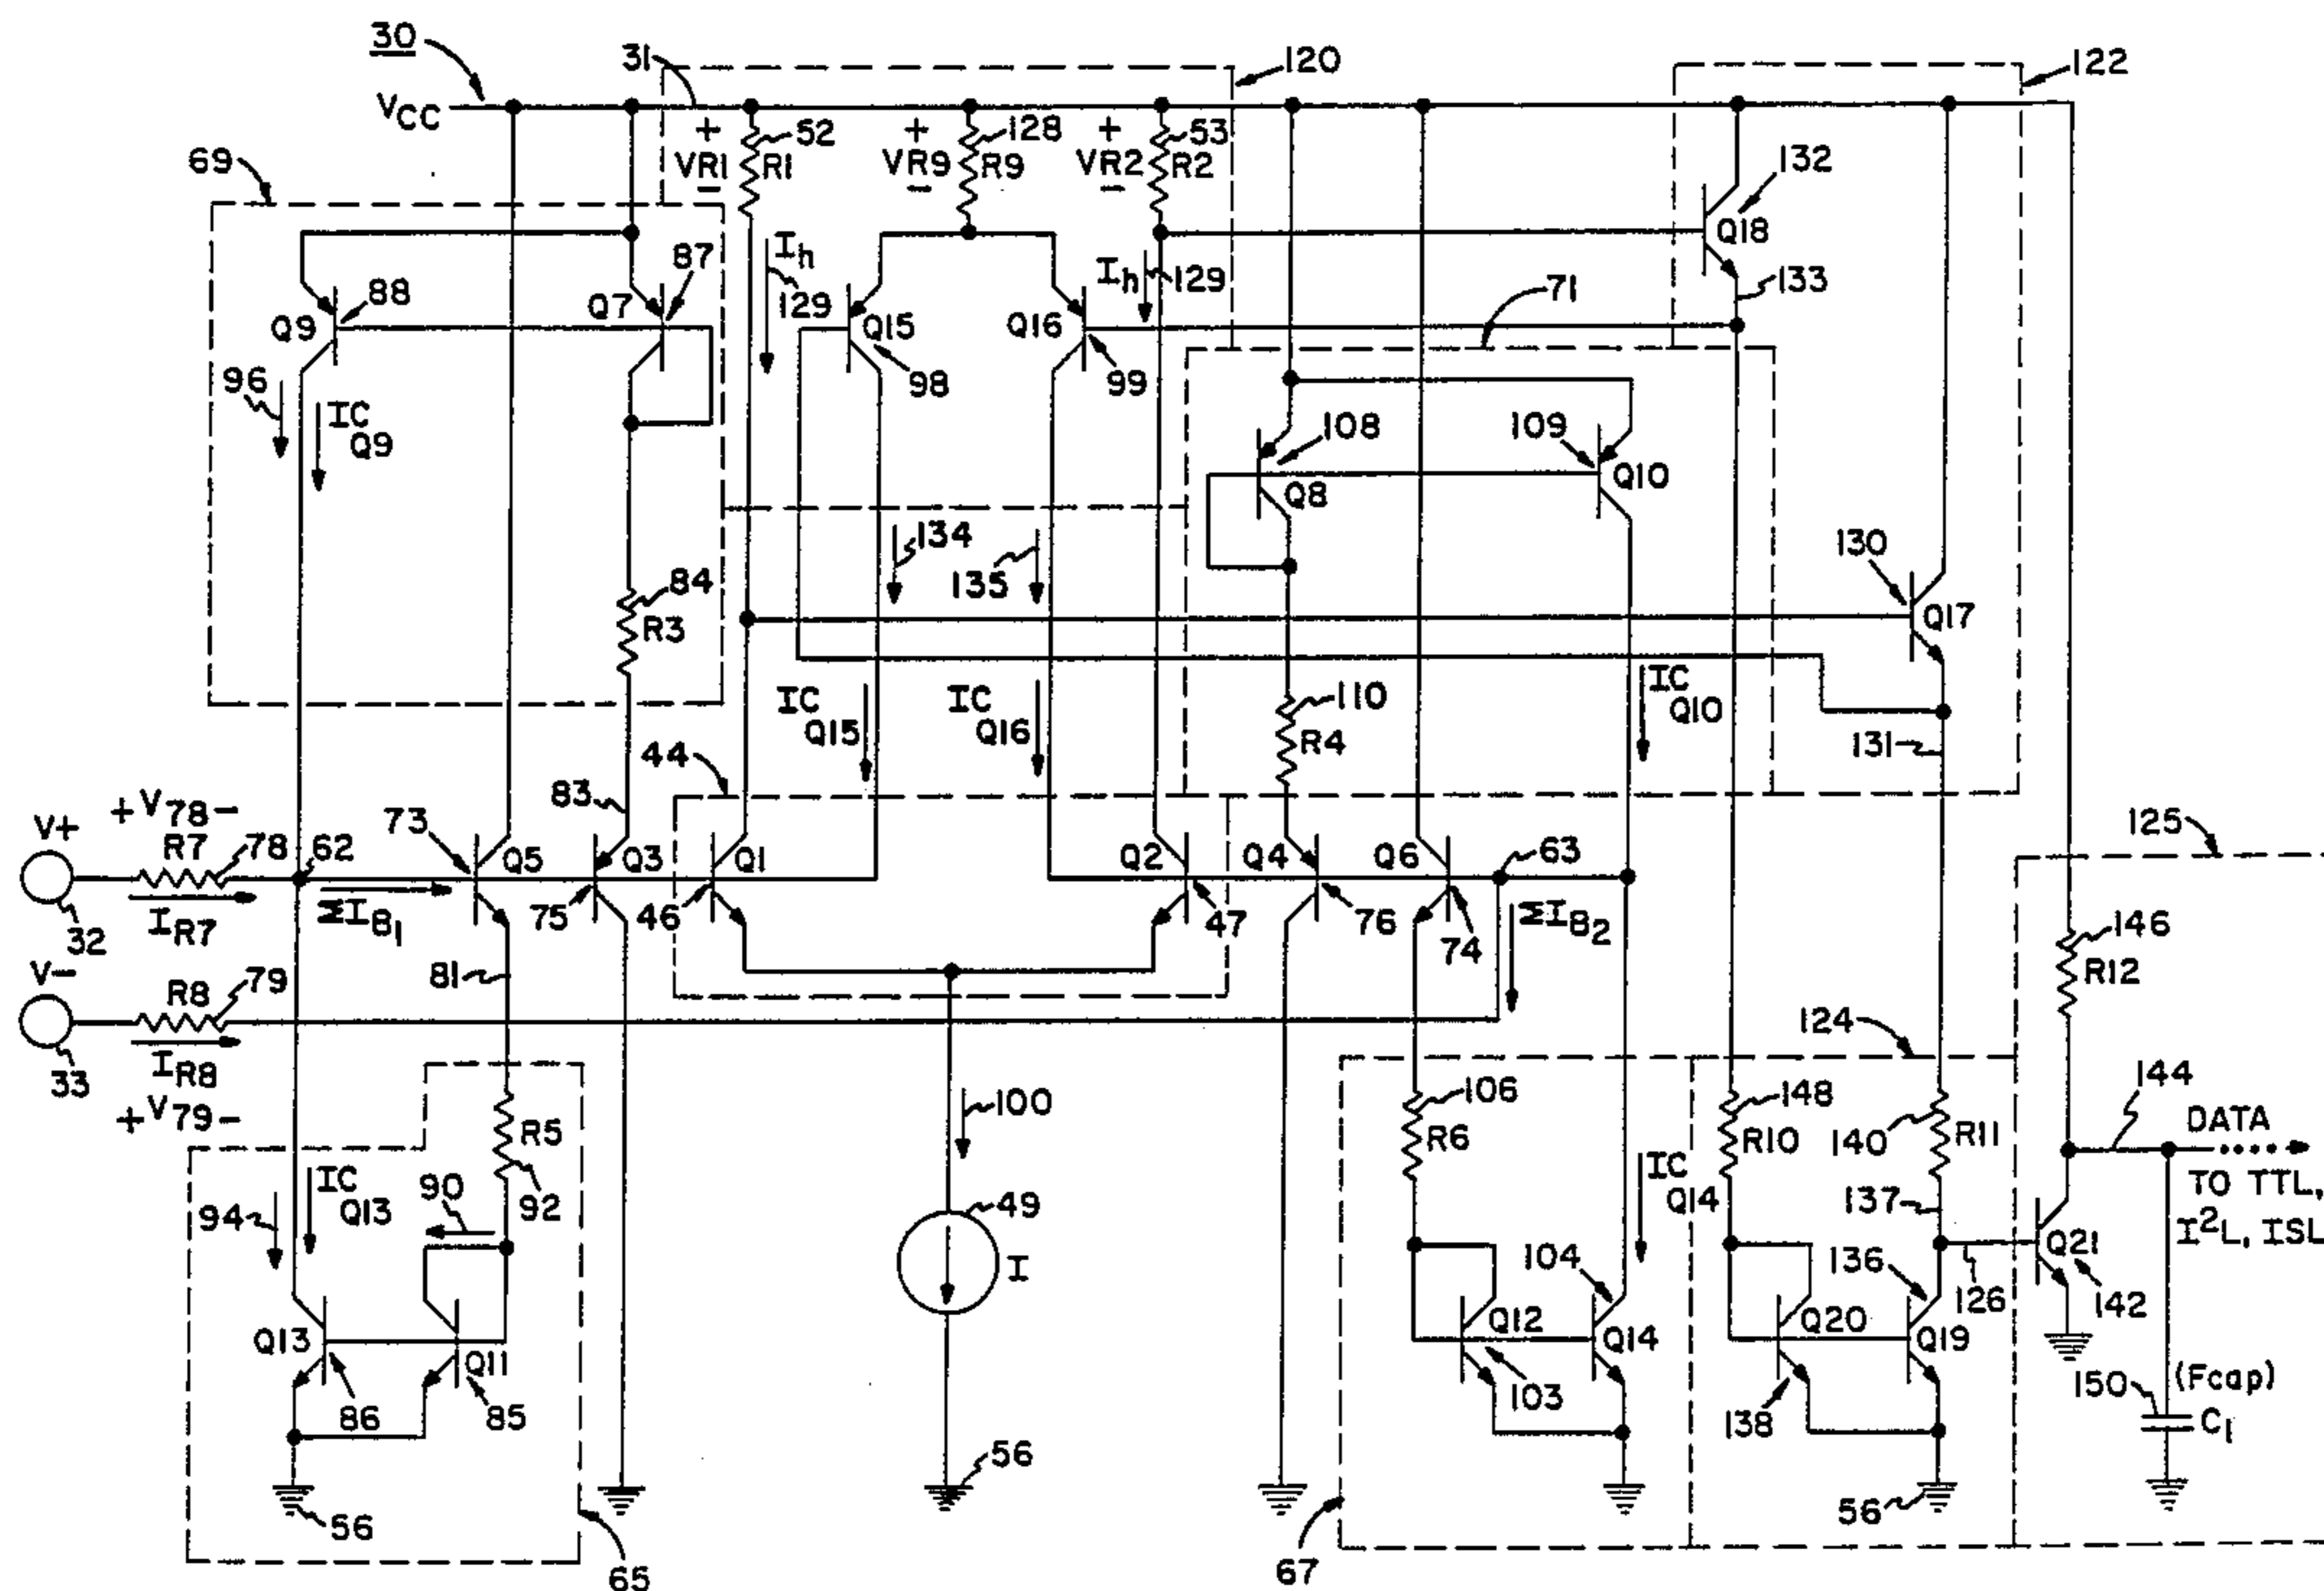 30
31
120
122
VCC
+
VR1
-
52
R1
+
VR9
-
128
R9
+
VR2
-
53
R2
132
Q18
69
87
88
Q9
Q7
Ih
129
Q15
Q16
Ih
129
133
71
96
IC
Q9
98
99
108
109
Q8
Q10
134
135
130
Q17
84
R3
IC
Q15
IC
Q16
110
R4
IC
Q10
131
83
44
+V78-
V+
R7
78
62
73
Q5
Q3
Q1
Q2
Q4
Q6
63
125
IR7
32
ΣIB1
75
46
47
76
74
ΣIB2
146
R12
V-
R8
79
81
IR8
33
+V79-
124
144
100
106
R6
148
R10
140
R11
DATA
TO TTL,
I2L, ISL
R5
92
90
94
IC
Q13
49
I
IC
Q14
137
104
136
126
Q21
142
Q13
Q11
86
85
Q12
Q14
103
Q20
Q19
138
150
(Fcap)
C1
56
56
56
65
67